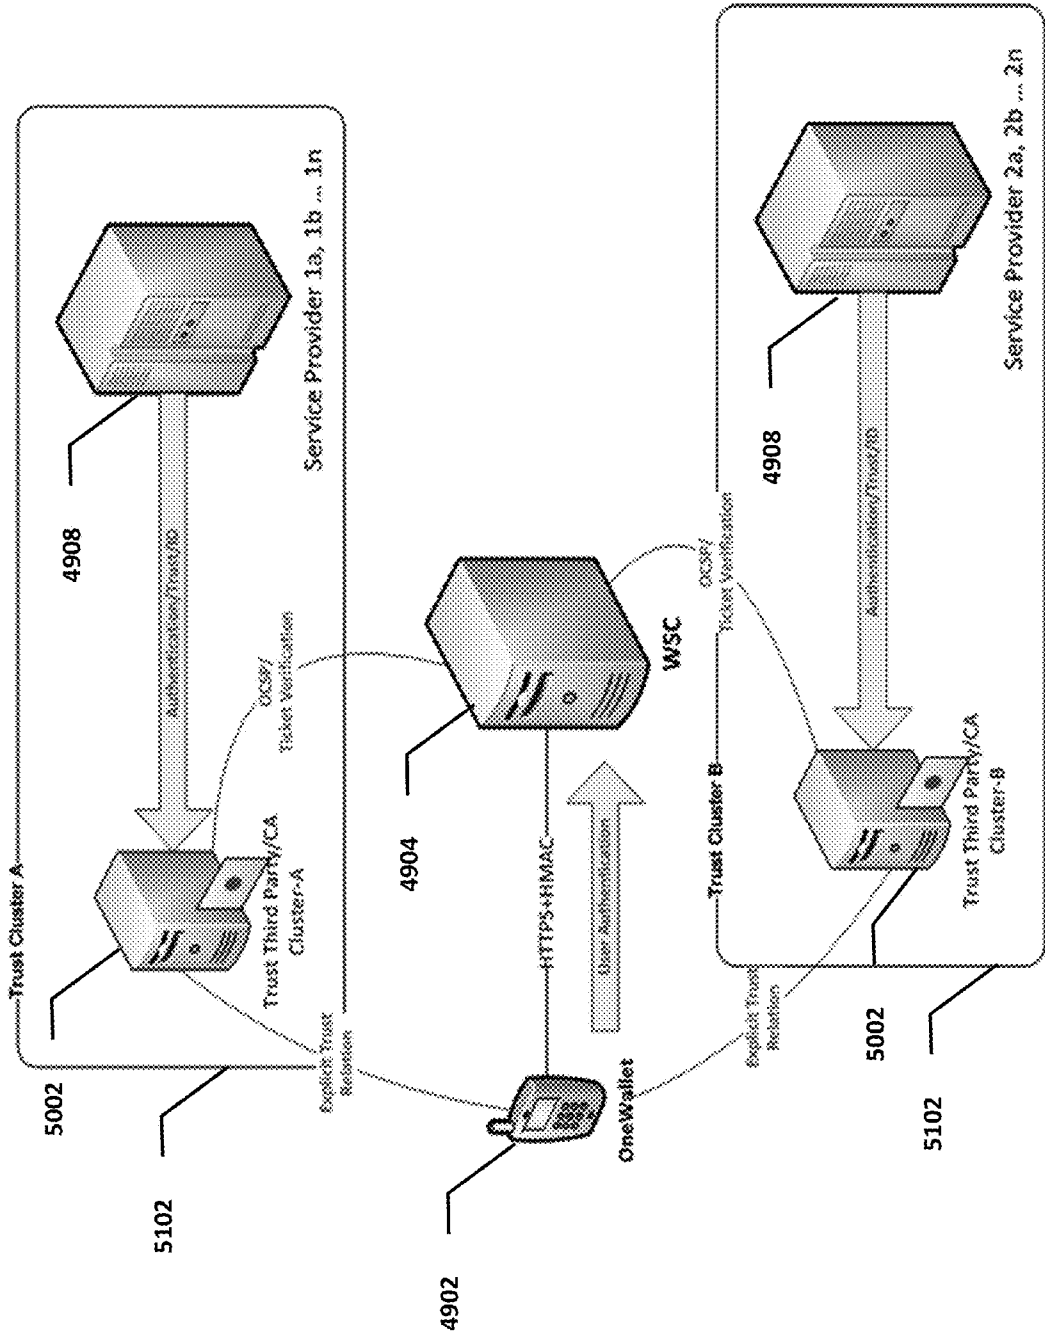 Trust Cluster A
5002
5102
Trust Third Party/CA
Cluster-A
Authentication/Trust/ID
4908
Service Provider 1a, 1b ... 1n
OCSP/
Ticket Verification
Explicit Trust
Relation
4902
OneWallet
HTTPS+HMAC
User Authentication
4904
WSC
OCSP/
Ticket Verification
Explicit Trust
Relation
Trust Cluster B
5002
5102
Trust Third Party/CA
Cluster-B
Authentication/Trust/ID
4908
Service Provider 2a, 2b ... 2n